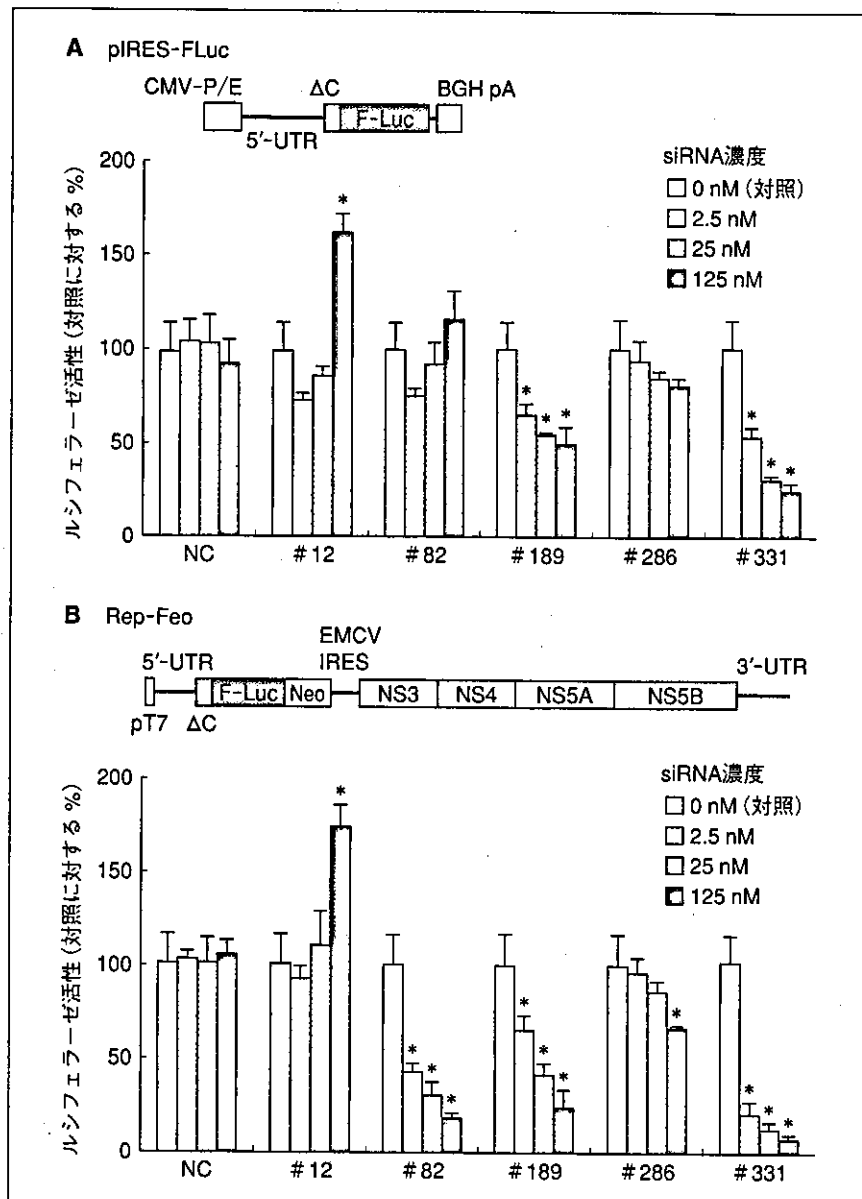 A pIRES-FLuc
CMV-P/E ΔC BGH pA
F-Luc
5′-UTR
ルシフェラーゼ活性(対照に対する %)
200
150
100
50
0
siRNA濃度
0 nM (対照)
2.5 nM
25 nM
125 nM
*
* * *
* * *
NC #12 #82 #189 #286 #331
B Rep-Feo
EMCV
5′-UTR IRES 3′-UTR
F-Luc Neo NS3 NS4 NS5A NS5B
pT7 ΔC
ルシフェラーゼ活性(対照に対する %)
200
150
100
50
0
siRNA濃度
0 nM (対照)
2.5 nM
25 nM
125 nM
*
* * *
* * *
*
* * *
NC #12 #82 #189 #286 #331